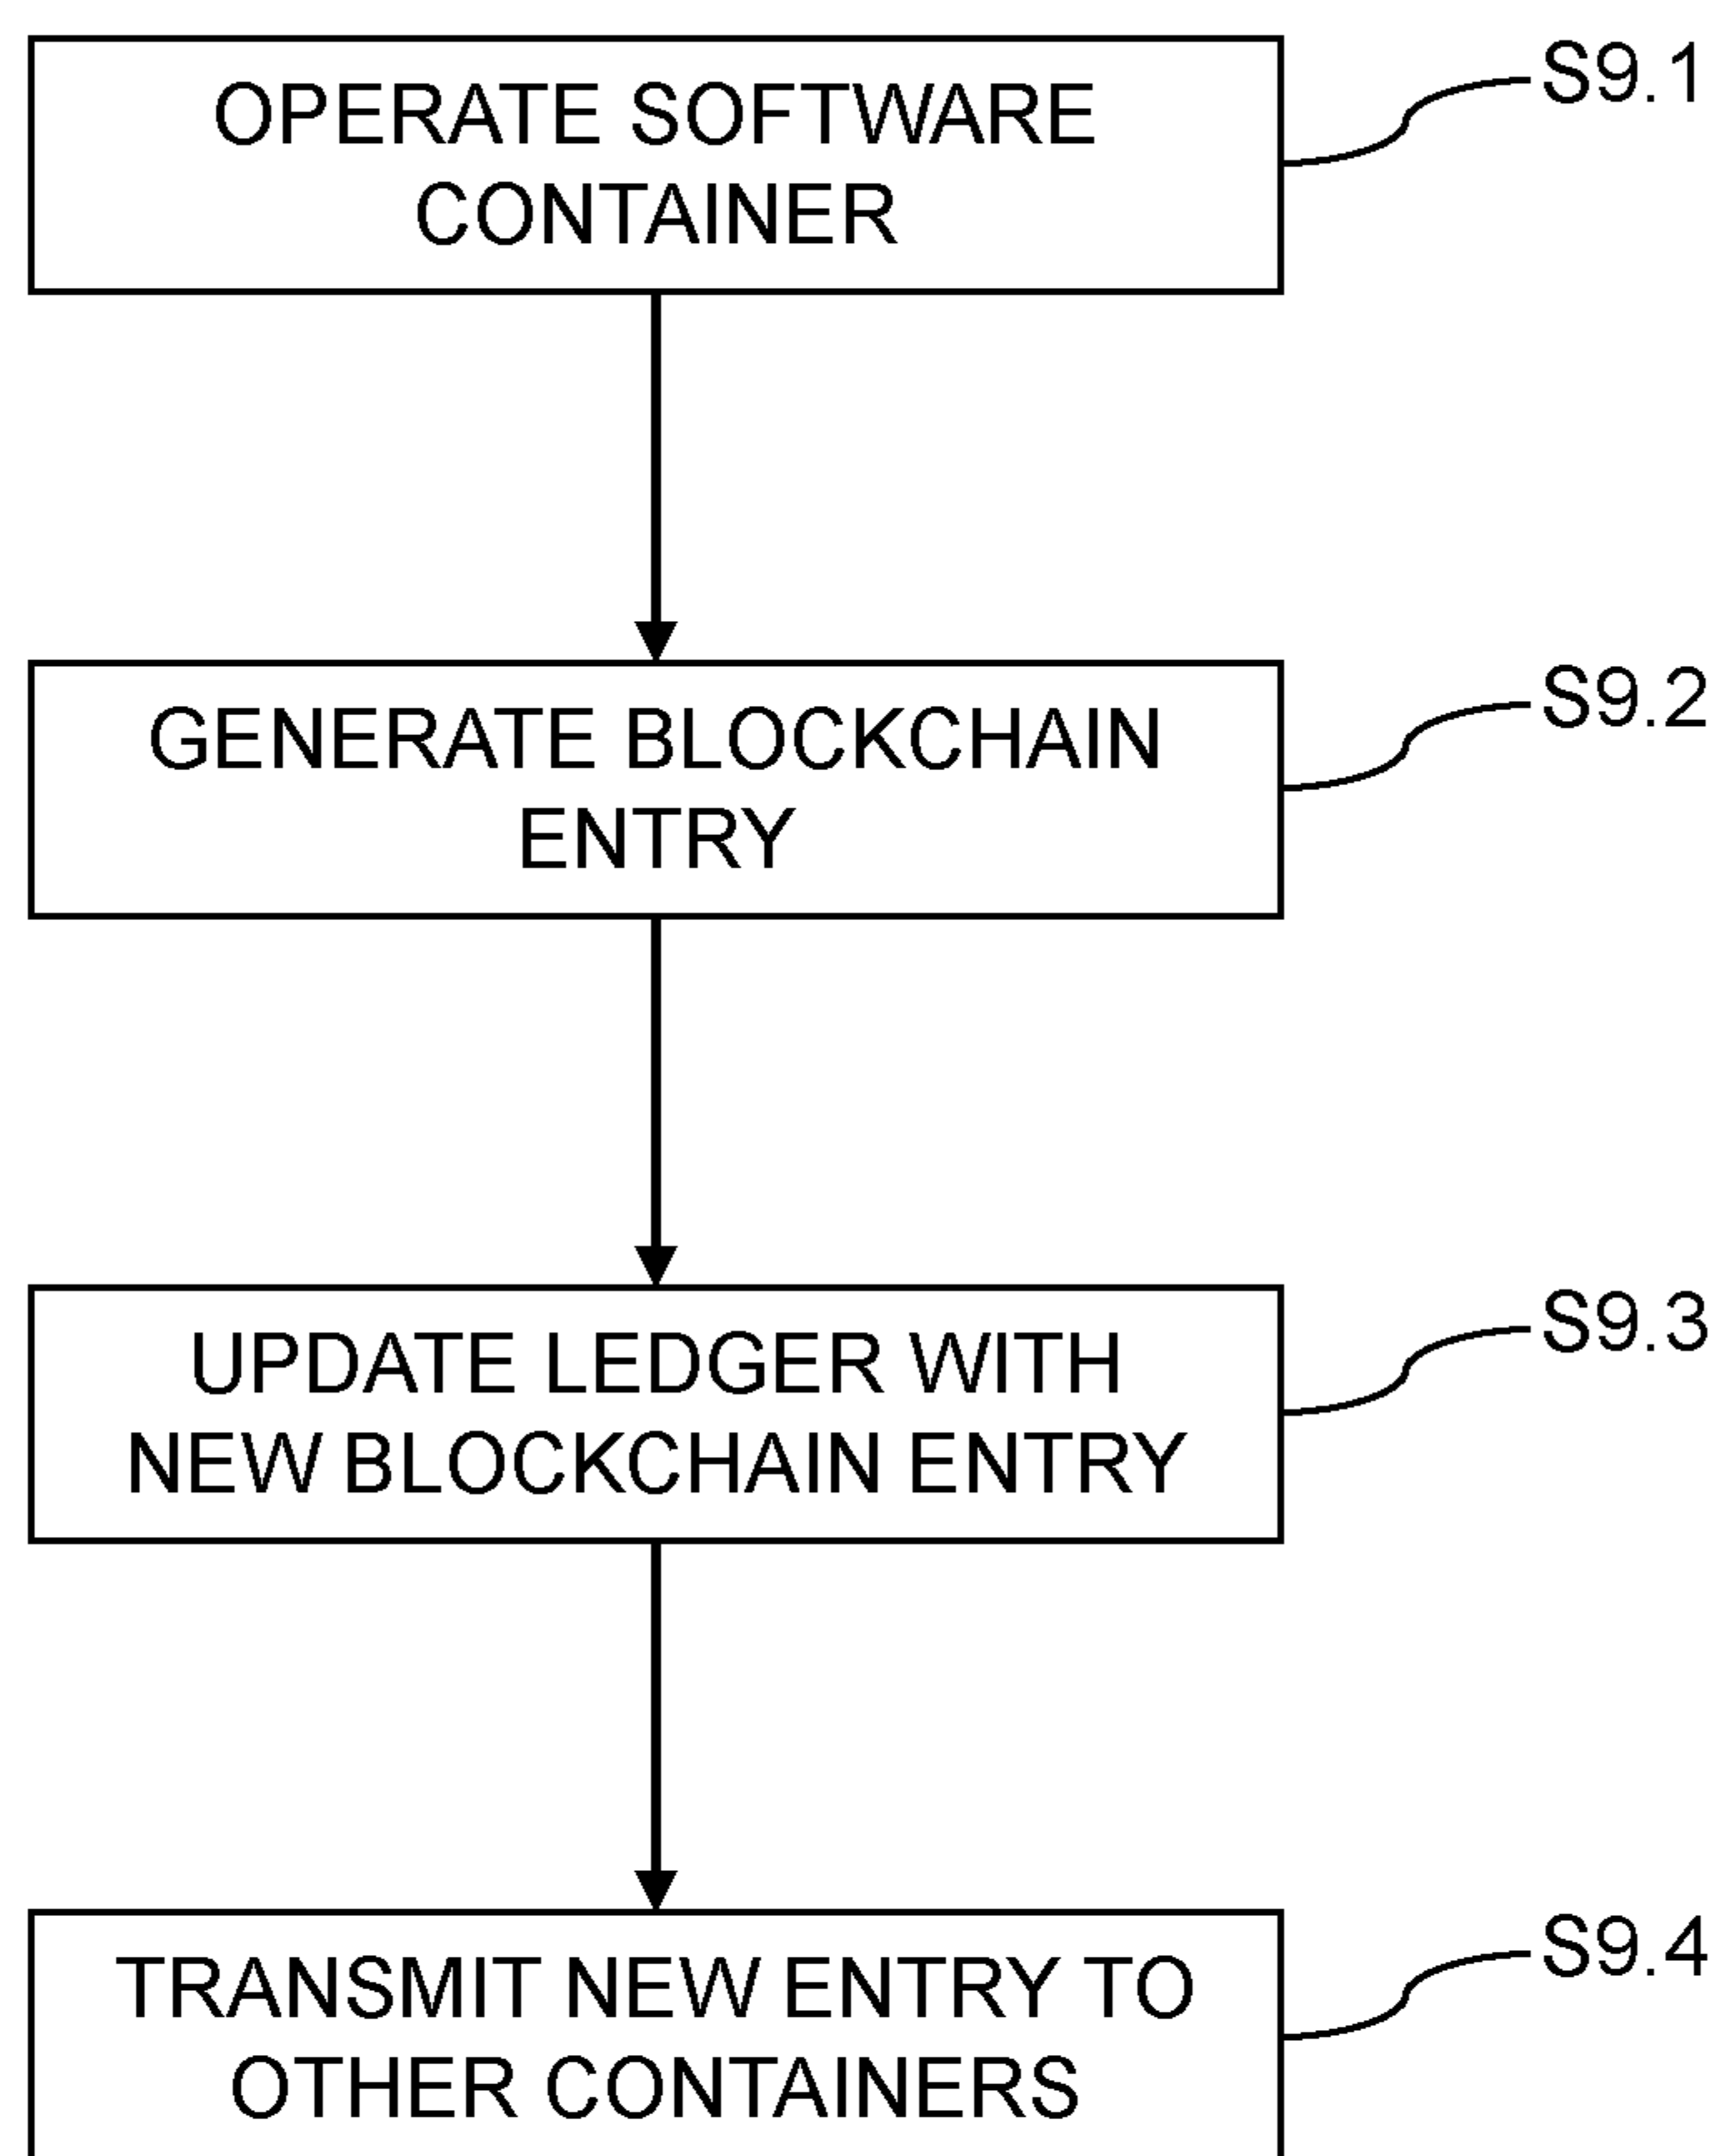 OPERATE SOFTWARE
CONTAINER
S9.1
GENERATE BLOCKCHAIN
ENTRY
S9.2
UPDATE LEDGER WITH
NEW BLOCKCHAIN ENTRY
S9.3
TRANSMIT NEW ENTRY TO
OTHER CONTAINERS
S9.4